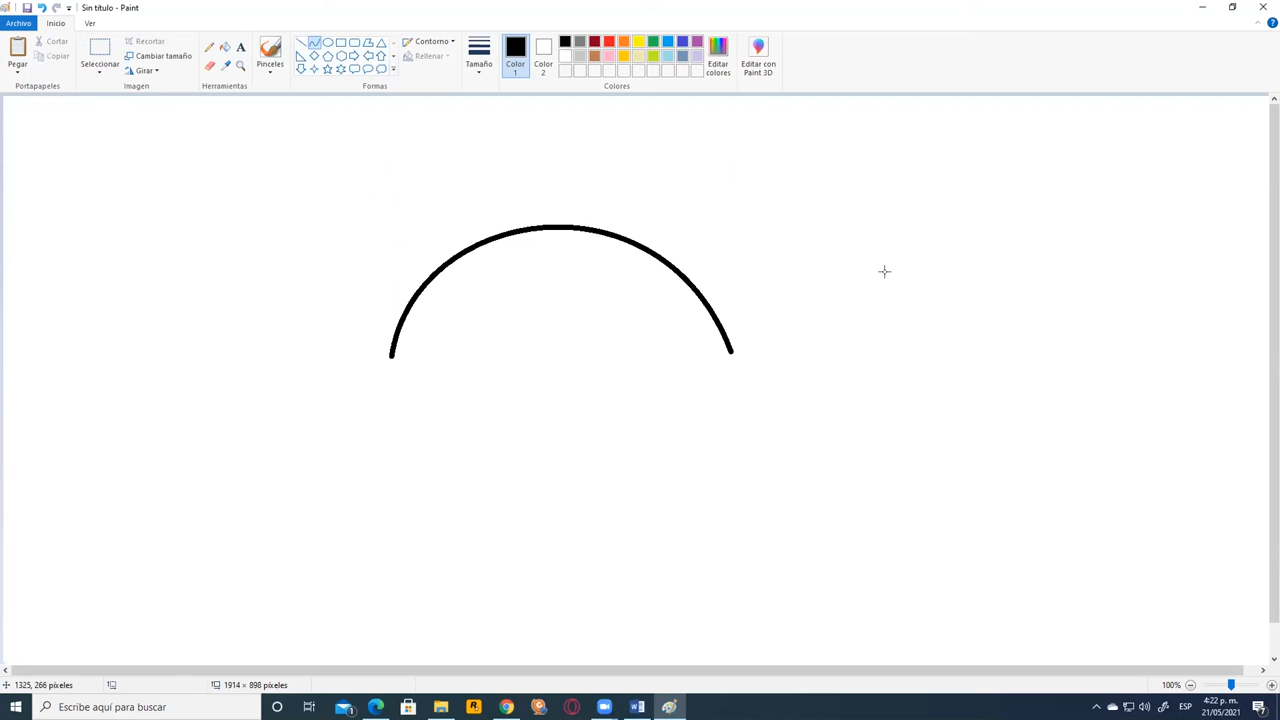 Sin título - Paint
Archivo Inicio Ver
Pegar Cortar Copiar
Seleccionar Recortar Cambiar tamaño Girar
Pinceles
Contorno Rellenar
Tamaño
Color 1
Color 2
Editar colores
Editar con Paint 3D
Portapapeles Imagen Herramientas Formas Colores
1325, 266 píxeles 1914 × 898 píxeles 100%
Escribe aquí para buscar
ESP
4:22 p. m.
21/05/2021